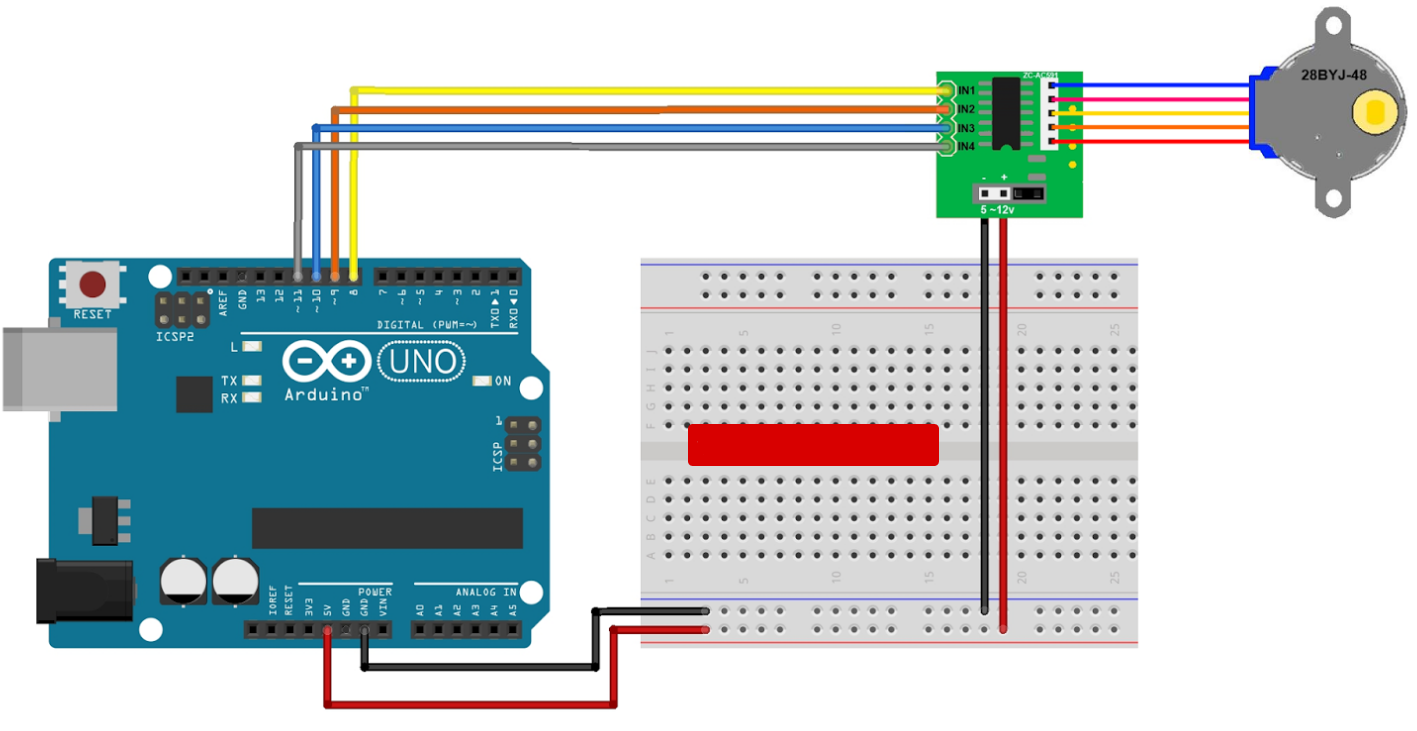 28BYJ-48
ZC-A0591
IN1
IN2
IN3
IN4
- +
5 ~12v
RESET
ICSP2
AREF
GND
13
12
~11
~10
~9
8
7
~6
~5
4
~3
2
TX0▶1
RX0◀0
DIGITAL (PWM=~)
L
TX
RX
Arduino™
UNO
ON
1
ICSP
IOREF
RESET
3V3
5V
GND
GND
VIN
POWER
ANALOG IN
A0
A1
A2
A3
A4
A5
1 5 10 15 20 25
J
I
H
G
F
E
D
C
B
A
1 5 10 15 20 25